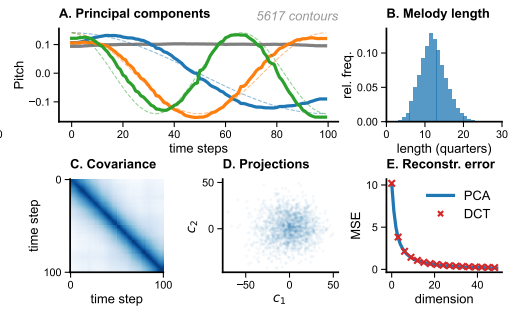 A. Principal components
5617 contours
Pitch
0.1
0.0
−0.1
0 20 40 60 80 100
time steps
B. Melody length
rel. freq.
0.10
0.05
0.00
0 10 20 30
length (quarters)
C. Covariance
time step
0
100
0 100
time step
D. Projections
c2
50
0
−50 0 50
c1
E. Reconstr. error
MSE
10
5
0
PCA
DCT
0 20 40
dimension
0